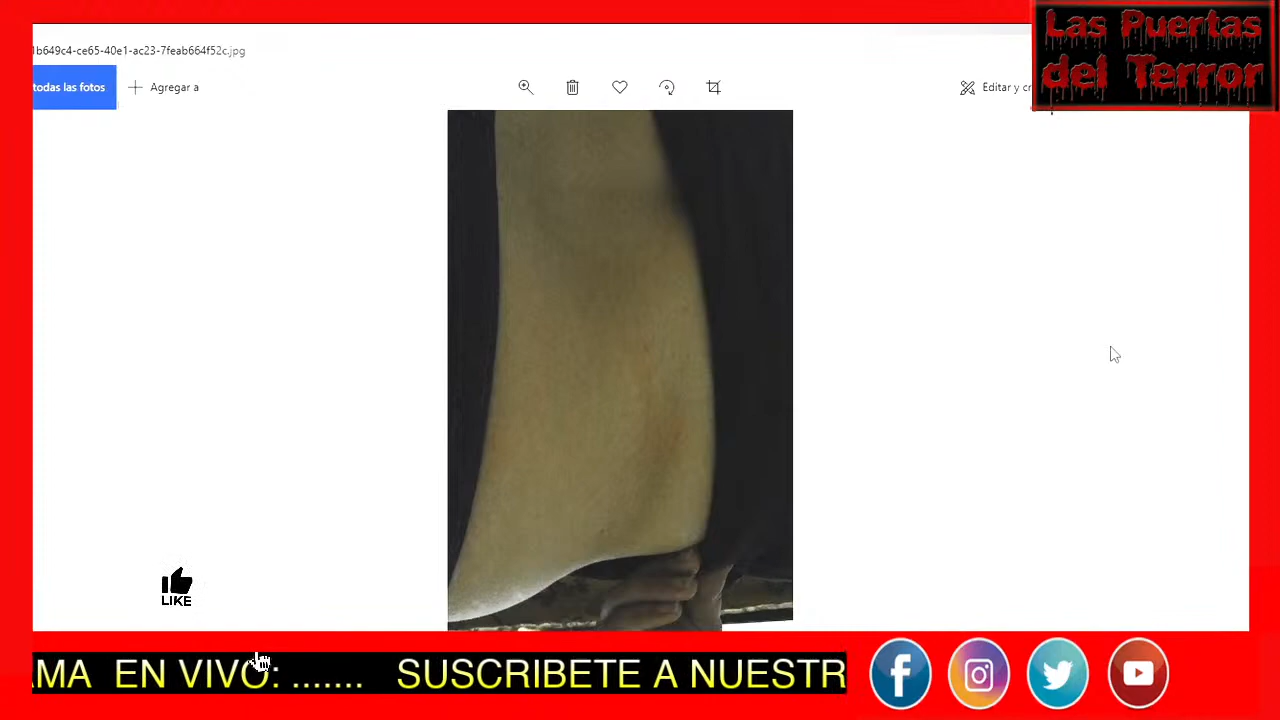 1b649c4-ce65-40e1-ac23-7feab664f52c.jpg
todas las fotos
Agregar a
Editar y cr
Las Puertas
del Terror
LIKE
AMA EN VIVO: ....... SUSCRIBETE A NUESTR